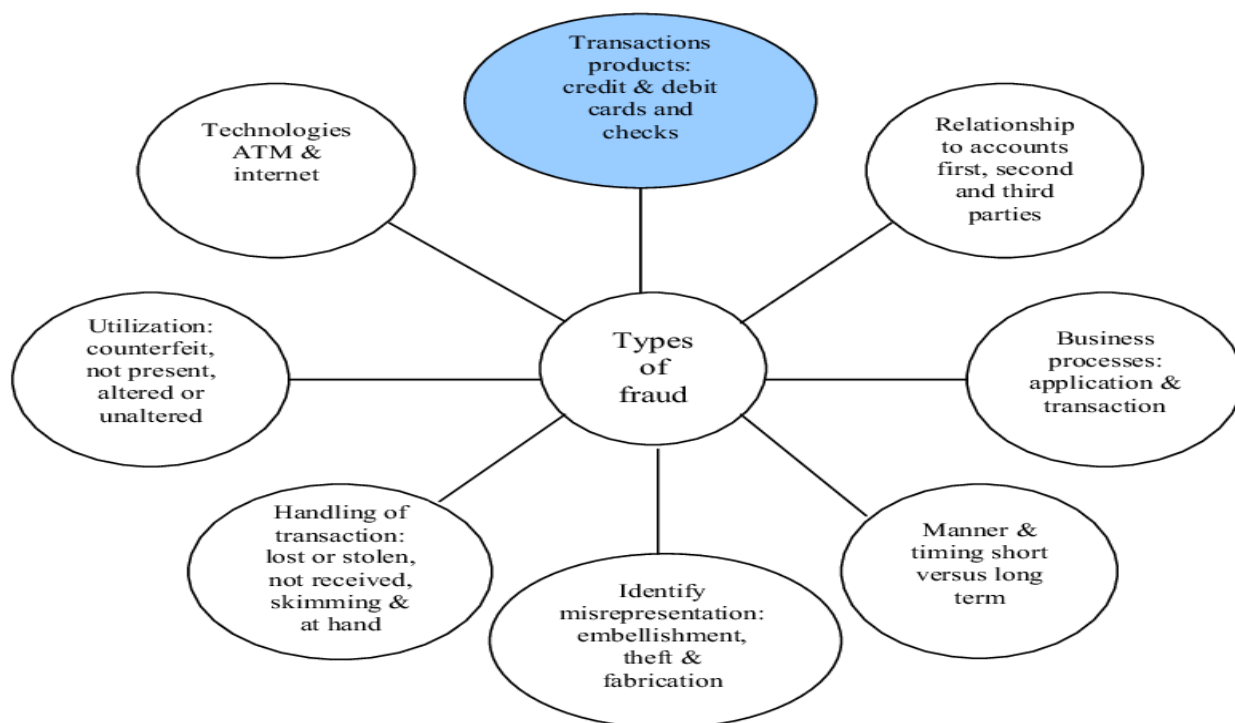 Transactions
products:
credit & debit
cards and
checks
Technologies
ATM &
internet
Relationship
to accounts
first, second
and third
parties
Utilization:
counterfeit,
not present,
altered or
unaltered
Types
of
fraud
Business
processes:
application &
transaction
Handling of
transaction:
lost or stolen,
not received,
skimming &
at hand
Identify
misrepresentation:
embellishment,
theft &
fabrication
Manner &
timing short
versus long
term